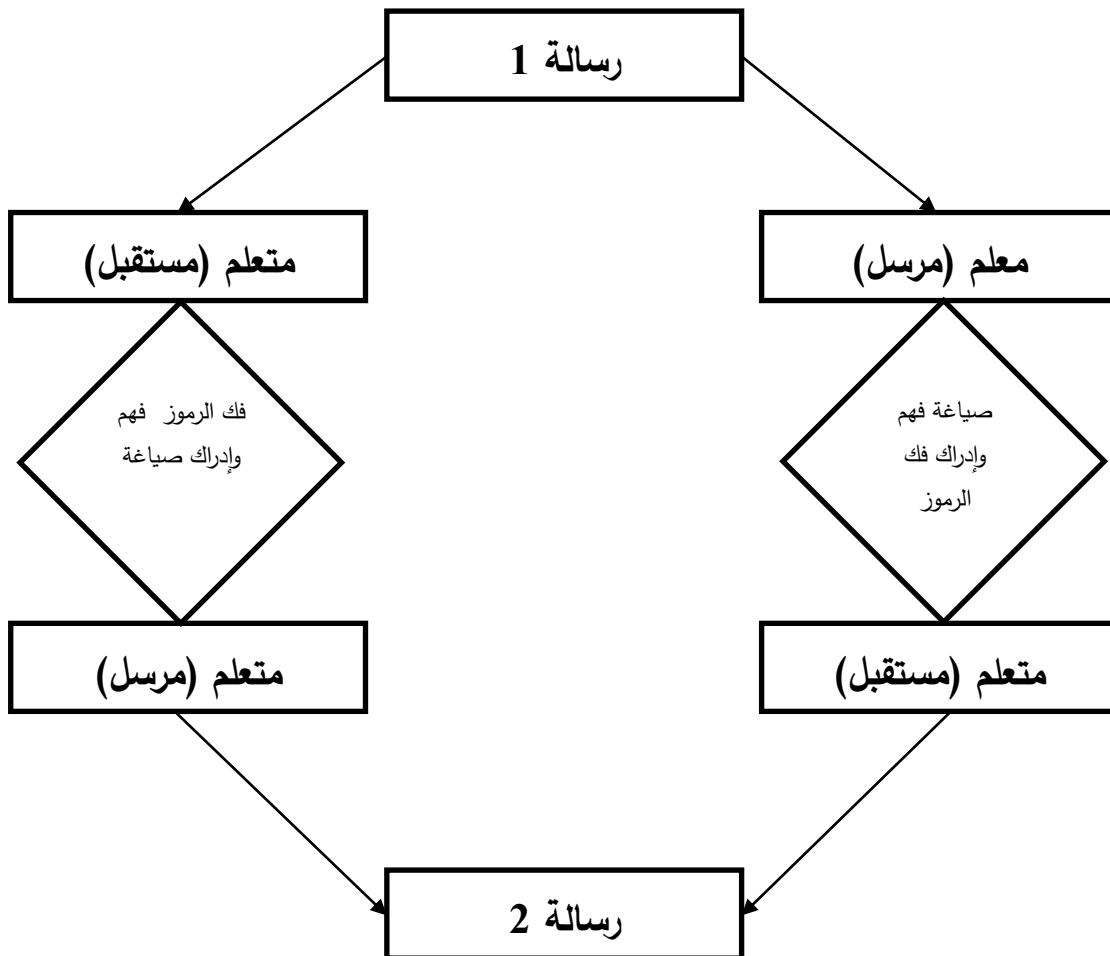 رسالة 1
معلم (مرسل)
متعلم (مستقبل)
صياغة فهم
وإدراك فك
الرموز
فك الرموز فهم
وإدراك صياغة
متعلم (مستقبل)
متعلم (مرسل)
رسالة 2